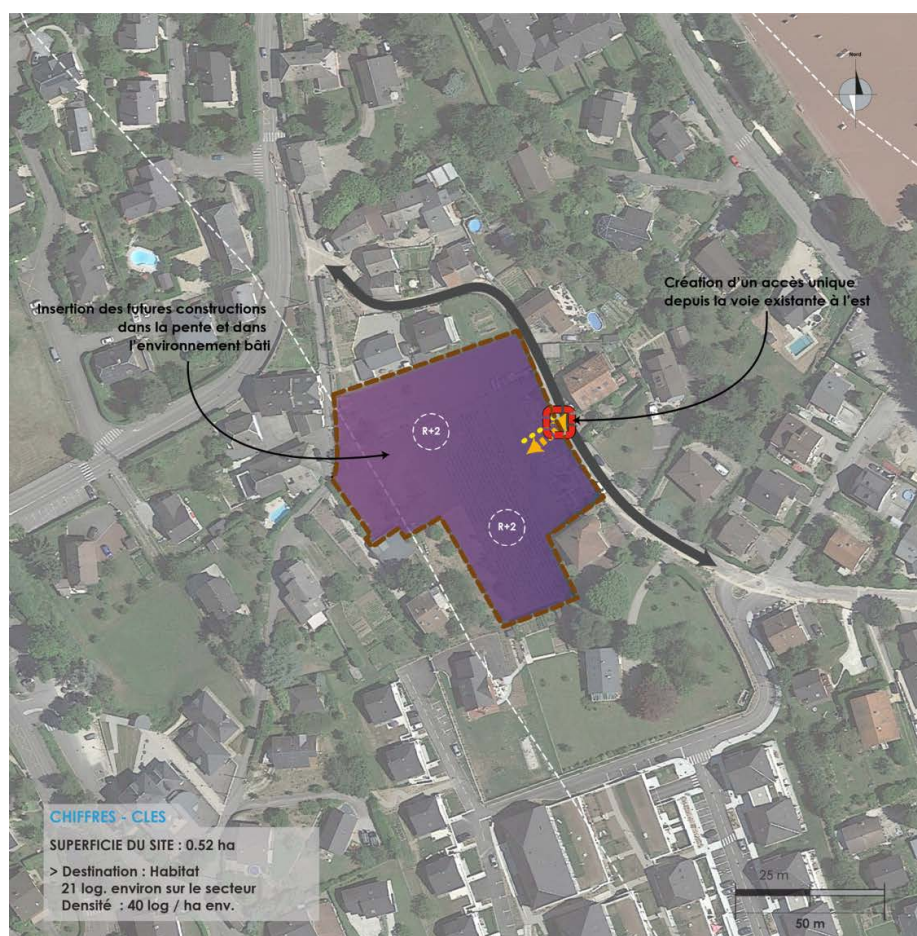 Nord
Création d'un accès unique
depuis la voie existante à l'est
Insertion des futures constructions
dans la pente et dans
l'environnement bâti
R+2
R+2
CHIFFRES - CLES
SUPERFICIE DU SITE : 0.52 ha
> Destination : Habitat
21 log. environ sur le secteur
Densité : 40 log / ha env.
25 m
50 m